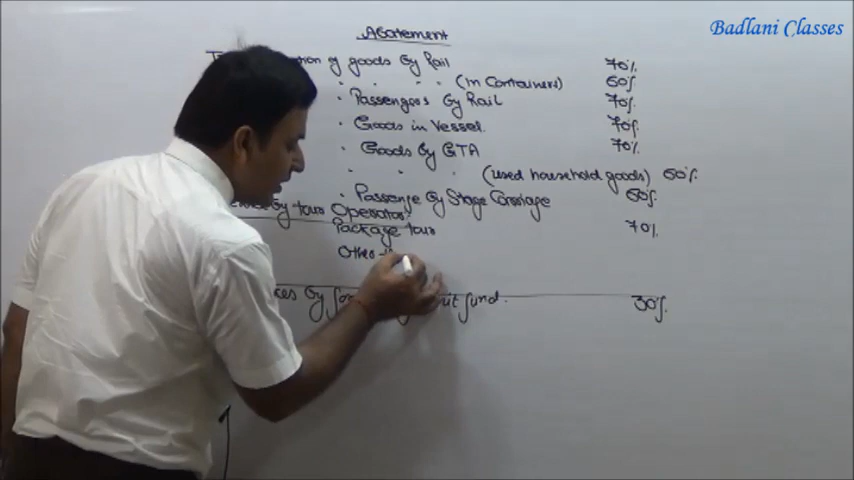 Badlani Classes
Abatement
of goods by Rail 70%
" " " (in Containers) 60%
" Passengers by Rail 70%
" Goods in Vessel 70%
" Goods by GTA 70%
" " " (used household goods) 60%
" Passenge by Stage Carriage 60%
by tour Operator:
Package tour 70%
Other
by fund. 30%